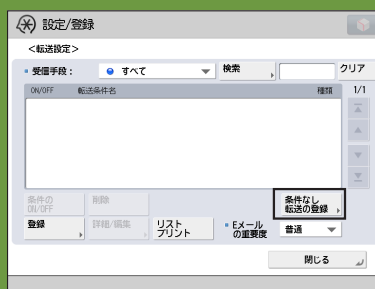 設定/登録
<転送設定>
受信手段: すべて 検索 クリア
ON/OFF 転送条件名 種類 1/1
条件の
ON/OFF
削除
条件なし
転送の登録
登録 詳細/編集
リスト
プリント
Eメール
の重要度
普通
閉じる